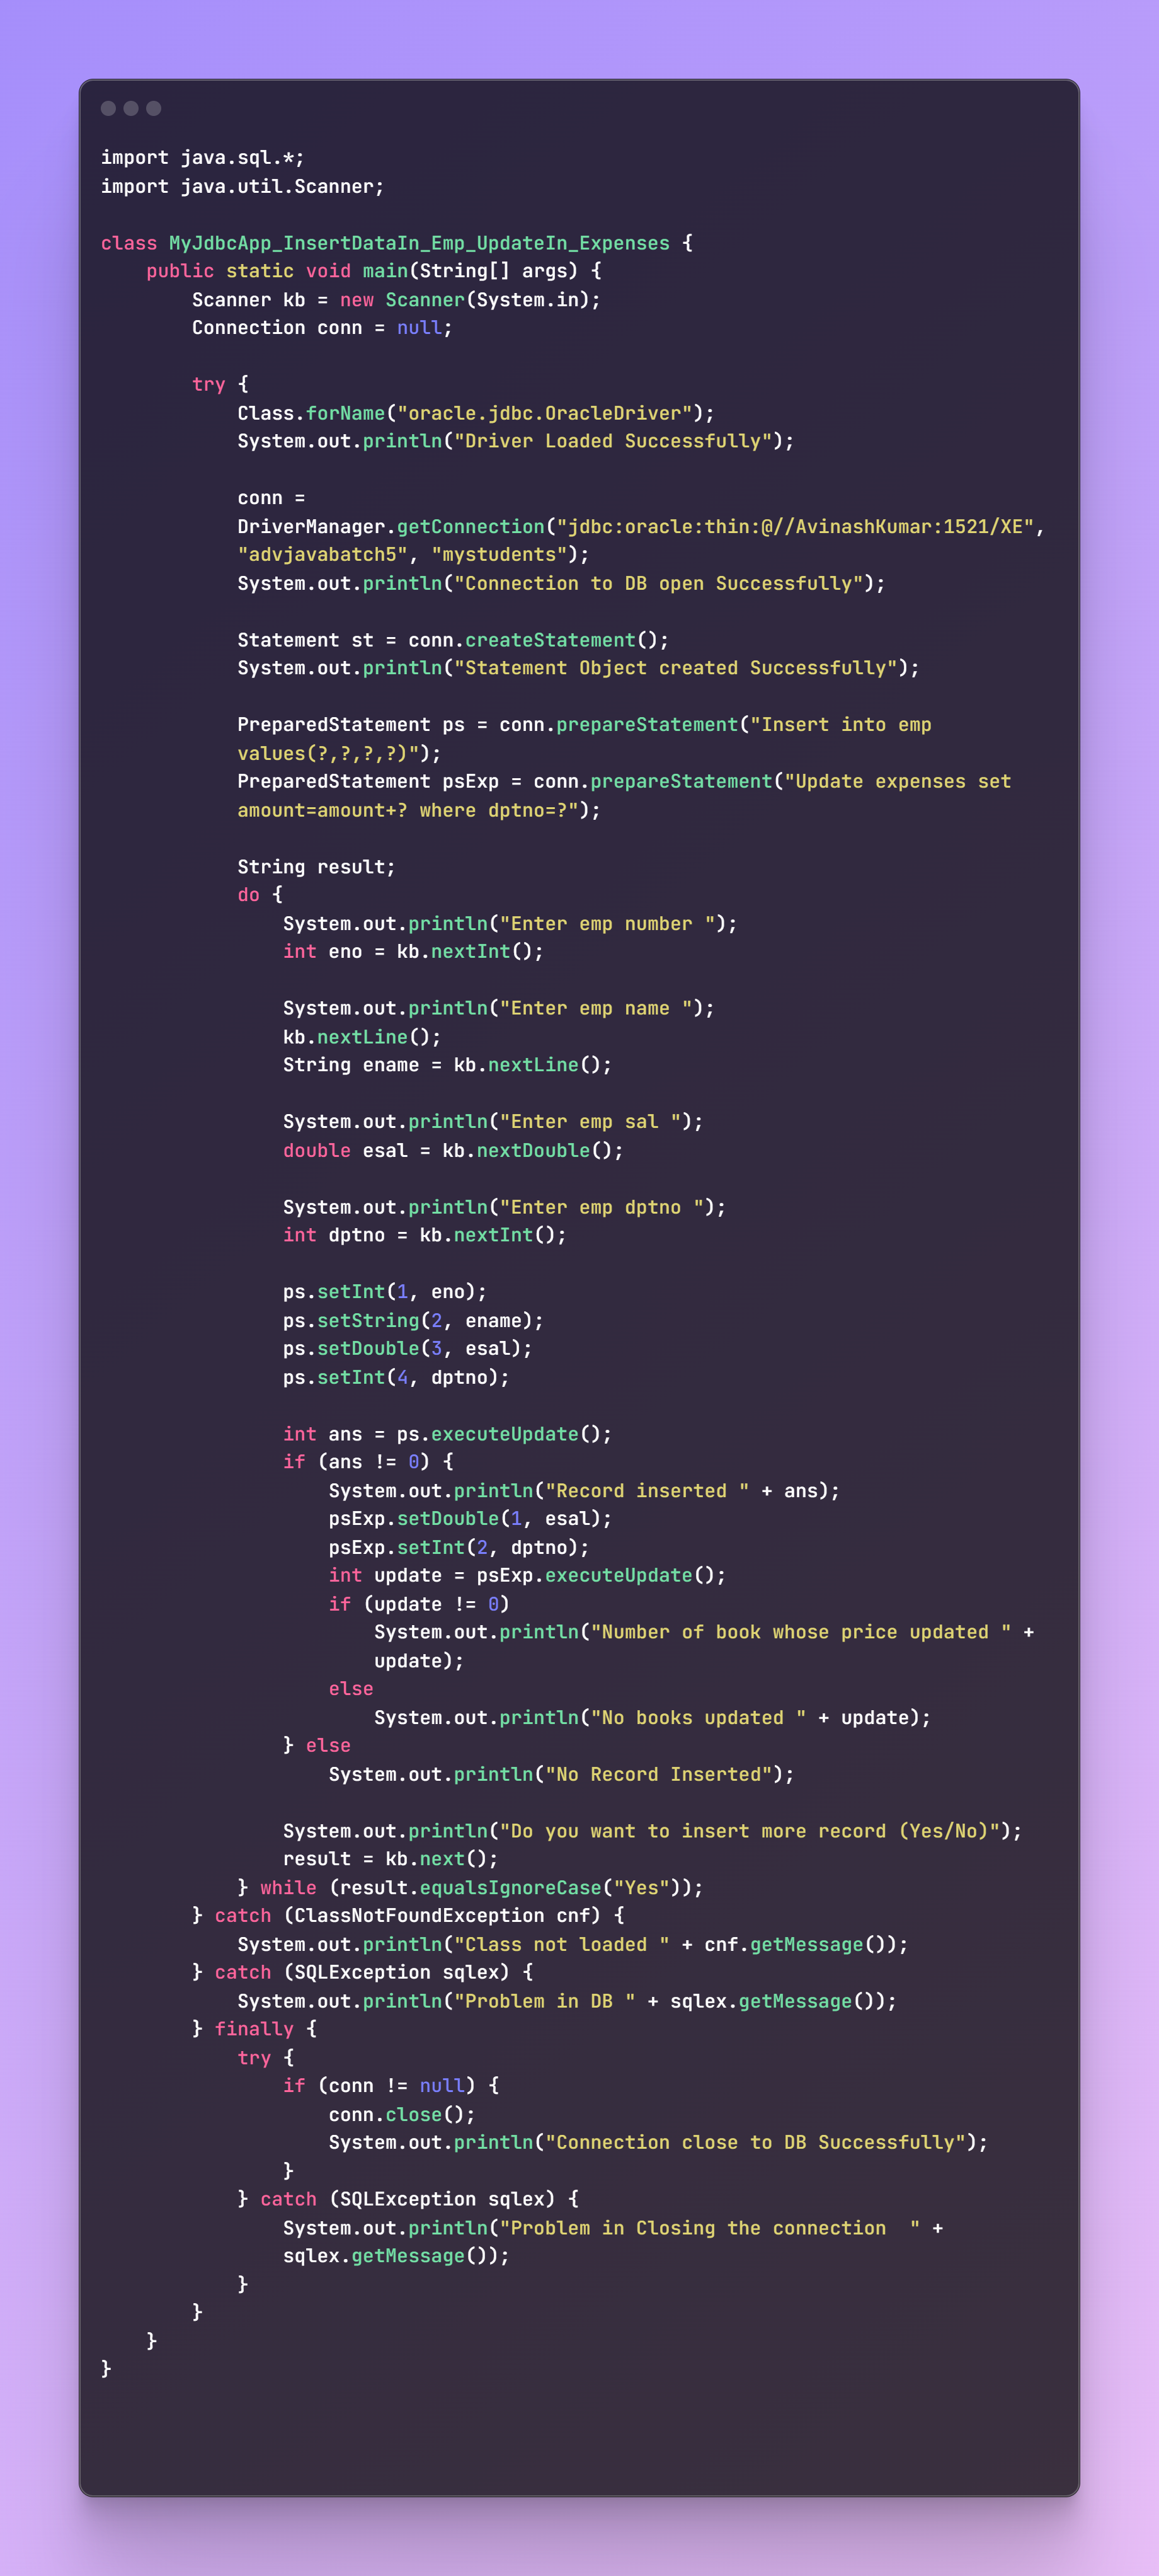 import java.sql.*;
import java.util.Scanner;

class MyJdbcApp_InsertDataIn_Emp_UpdateIn_Expenses {
    public static void main(String[] args) {
        Scanner kb = new Scanner(System.in);
        Connection conn = null;

        try {
            Class.forName("oracle.jdbc.OracleDriver");
            System.out.println("Driver Loaded Successfully");

            conn =
            DriverManager.getConnection("jdbc:oracle:thin:@//AvinashKumar:1521/XE",
            "advjavabatch5", "mystudents");
            System.out.println("Connection to DB open Successfully");

            Statement st = conn.createStatement();
            System.out.println("Statement Object created Successfully");

            PreparedStatement ps = conn.prepareStatement("Insert into emp
            values(?,?,?,?)");
            PreparedStatement psExp = conn.prepareStatement("Update expenses set
            amount=amount+? where dptno=?");

            String result;
            do {
                System.out.println("Enter emp number ");
                int eno = kb.nextInt();

                System.out.println("Enter emp name ");
                kb.nextLine();
                String ename = kb.nextLine();

                System.out.println("Enter emp sal ");
                double esal = kb.nextDouble();

                System.out.println("Enter emp dptno ");
                int dptno = kb.nextInt();

                ps.setInt(1, eno);
                ps.setString(2, ename);
                ps.setDouble(3, esal);
                ps.setInt(4, dptno);

                int ans = ps.executeUpdate();
                if (ans != 0) {
                    System.out.println("Record inserted " + ans);
                    psExp.setDouble(1, esal);
                    psExp.setInt(2, dptno);
                    int update = psExp.executeUpdate();
                    if (update != 0)
                        System.out.println("Number of book whose price updated " +
                        update);
                    else
                        System.out.println("No books updated " + update);
                } else
                    System.out.println("No Record Inserted");

                System.out.println("Do you want to insert more record (Yes/No)");
                result = kb.next();
            } while (result.equalsIgnoreCase("Yes"));
        } catch (ClassNotFoundException cnf) {
            System.out.println("Class not loaded " + cnf.getMessage());
        } catch (SQLException sqlex) {
            System.out.println("Problem in DB " + sqlex.getMessage());
        } finally {
            try {
                if (conn != null) {
                    conn.close();
                    System.out.println("Connection close to DB Successfully");
                }
            } catch (SQLException sqlex) {
                System.out.println("Problem in Closing the connection  " +
                sqlex.getMessage());
            }
        }
    }
}